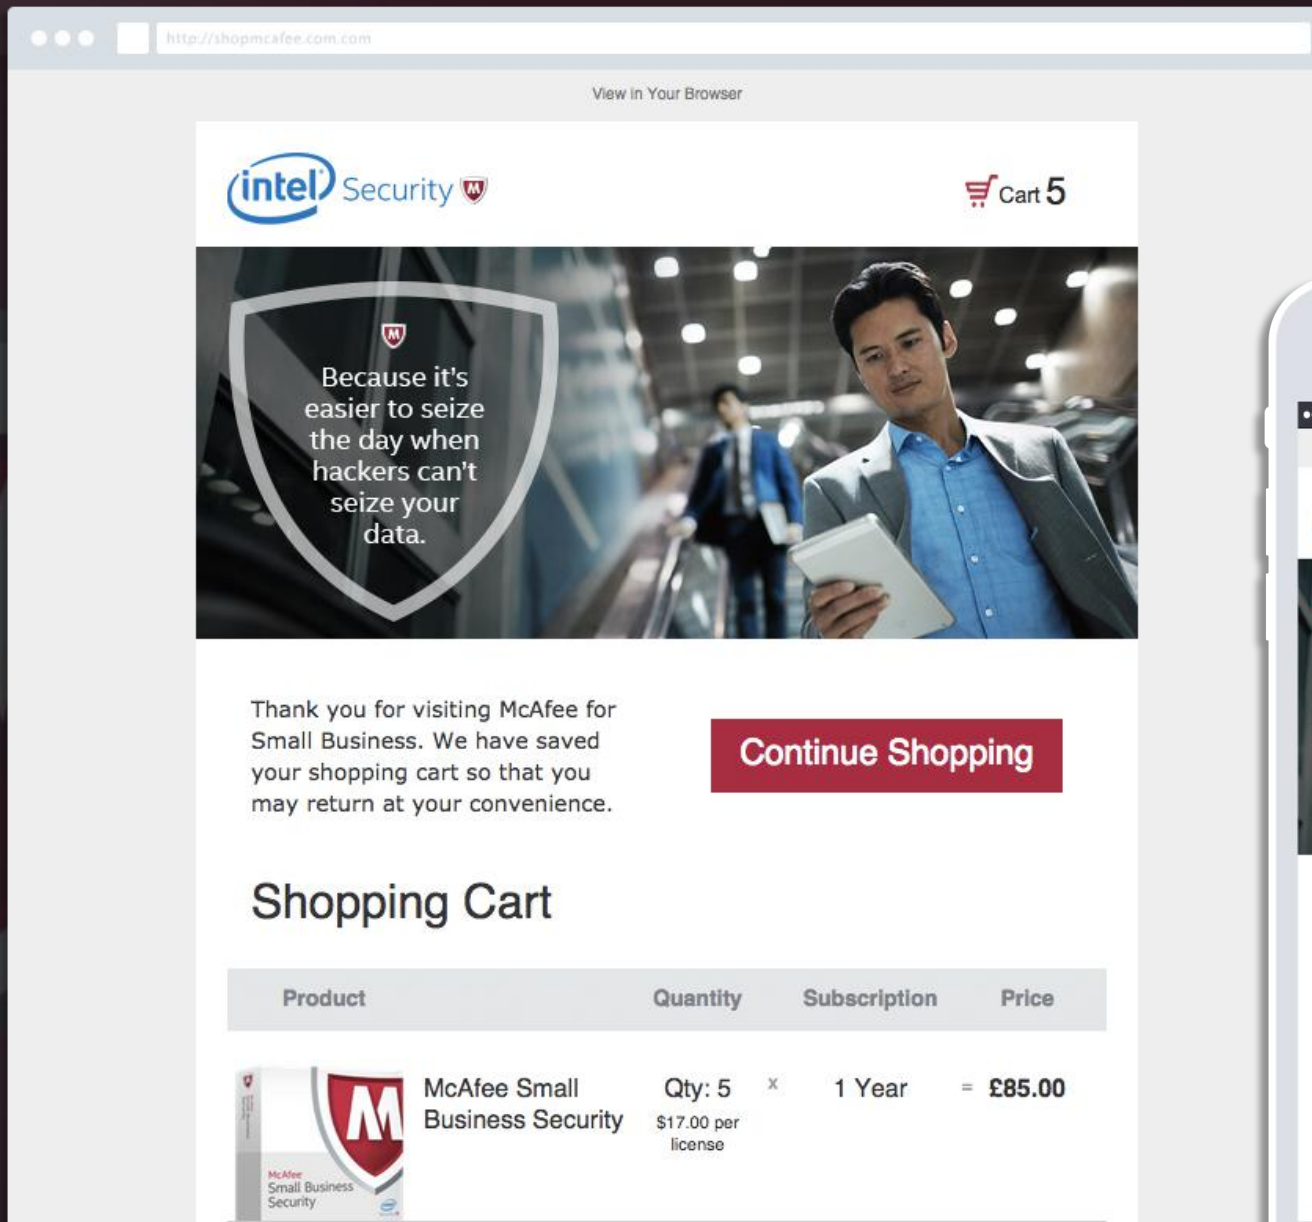 http://shopmcafee.com.com
View in Your Browser
intel Security
Cart 5
Because it's
easier to seize
the day when
hackers can't
seize your
data.
Thank you for visiting McAfee for
Small Business. We have saved
your shopping cart so that you
may return at your convenience.
Continue Shopping
Shopping Cart
Product Quantity Subscription Price
McAfee Small
Business Security
Qty: 5 x 1 Year = £85.00
$17.00 per
license
McAfee
Small Business
Security